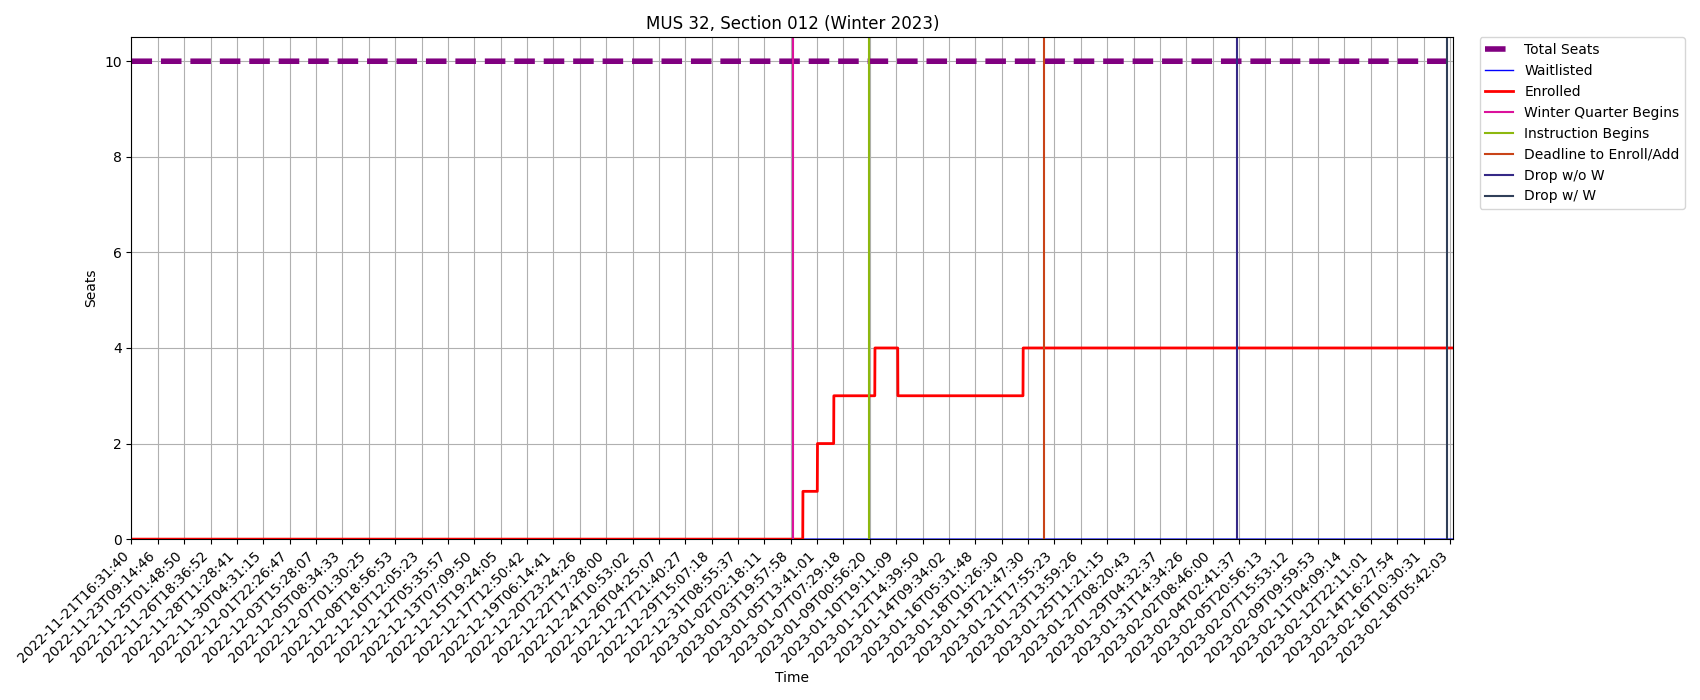 MUS 32, Section 012 (Winter 2023)
10
8
6
4
2
0
Seats
2022-11-21T16:31:40
2022-11-23T09:14:46
2022-11-25T01:48:50
2022-11-26T18:36:52
2022-11-28T11:28:41
2022-11-30T04:31:15
2022-12-01T22:26:47
2022-12-03T15:28:07
2022-12-05T08:34:33
2022-12-07T01:30:25
2022-12-08T18:56:53
2022-12-10T12:05:23
2022-12-12T05:35:57
2022-12-13T07:09:50
2022-12-15T19:24:05
2022-12-17T12:50:42
2022-12-19T06:14:41
2022-12-20T23:24:26
2022-12-22T17:28:00
2022-12-24T10:53:02
2022-12-26T04:25:07
2022-12-27T21:40:27
2022-12-29T15:07:18
2022-12-31T08:55:37
2023-01-02T02:18:11
2023-01-03T19:57:58
2023-01-05T13:41:01
2023-01-07T07:29:18
2023-01-09T00:56:20
2023-01-10T19:11:09
2023-01-12T14:39:50
2023-01-14T09:34:02
2023-01-16T05:31:48
2023-01-18T01:26:30
2023-01-19T21:47:30
2023-01-21T17:55:23
2023-01-23T13:59:26
2023-01-25T11:21:15
2023-01-27T08:20:43
2023-01-29T04:32:37
2023-01-31T14:34:26
2023-02-02T08:46:00
2023-02-04T02:41:37
2023-02-05T20:56:13
2023-02-07T15:53:12
2023-02-09T09:59:53
2023-02-11T04:09:14
2023-02-12T22:11:01
2023-02-14T16:27:54
2023-02-16T10:30:31
2023-02-18T05:42:03
Time
Total Seats
Waitlisted
Enrolled
Winter Quarter Begins
Instruction Begins
Deadline to Enroll/Add
Drop w/o W
Drop w/ W